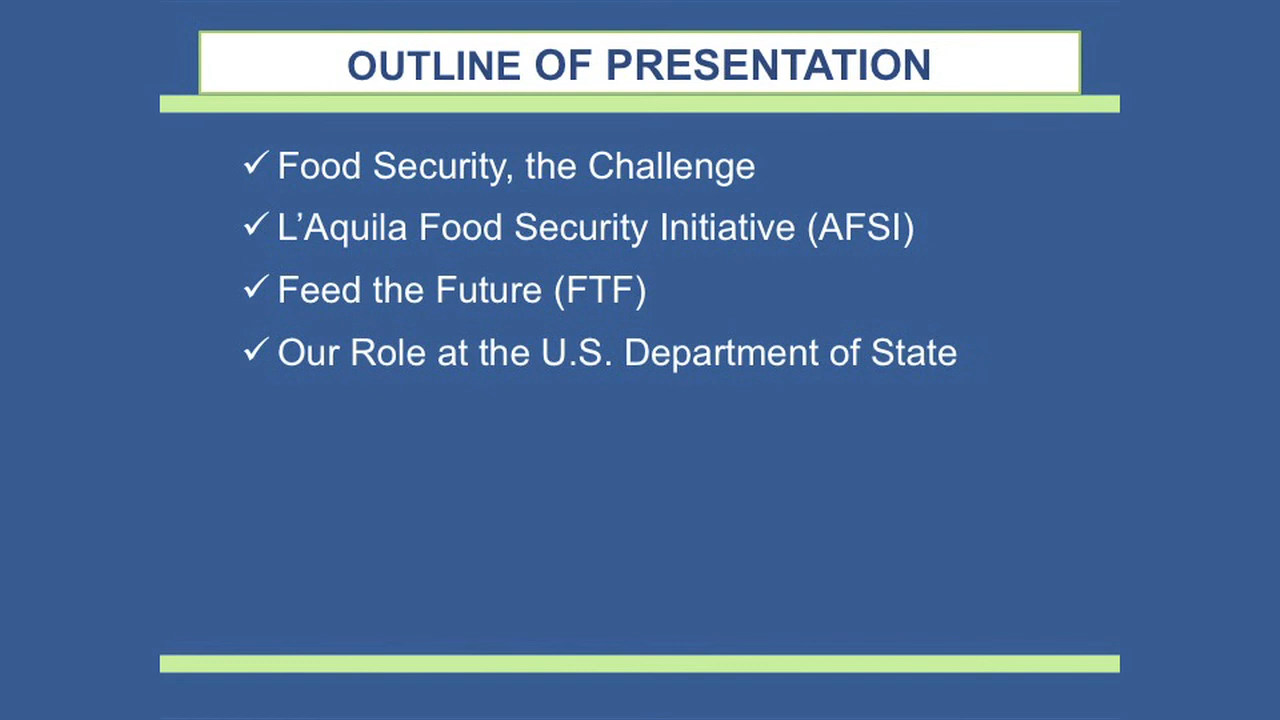 OUTLINE OF PRESENTATION
✓ Food Security, the Challenge
✓ L’Aquila Food Security Initiative (AFSI)
✓ Feed the Future (FTF)
✓ Our Role at the U.S. Department of State